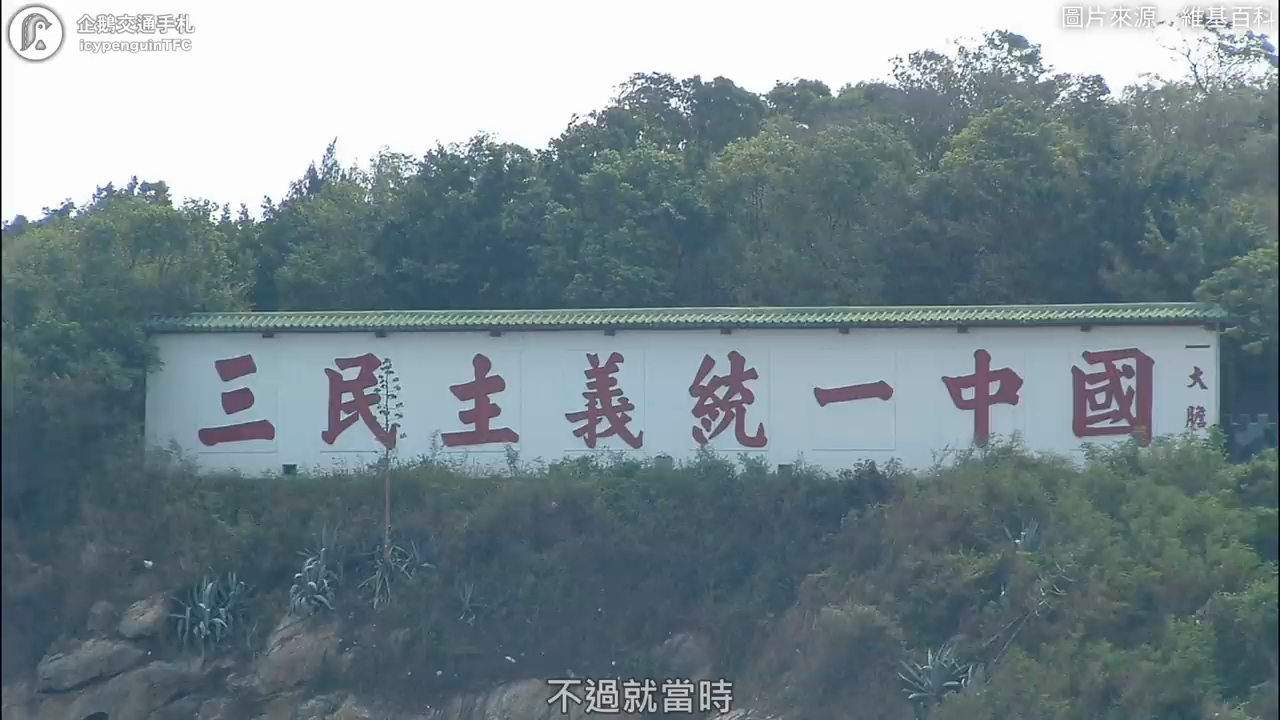 企鵝交通手札
icypenguinTFC
圖片來源：維基百科
三民主義統一中國
一大膽
不過就當時